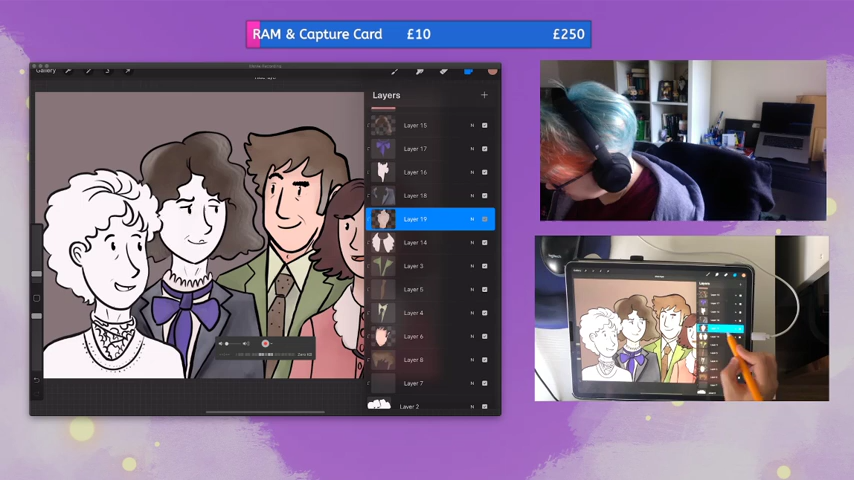 RAM & Capture Card £10 £250
Gallery
Layers
Layer 15 N
Layer 17 N
Layer 16 N
Layer 18 N
Layer 19 N
Layer 14 N
Layer 3 N
Layer 5 N
Layer 4 N
Layer 6 N
Layer 8 N
Layer 7 N
Layer 2 N
Layers